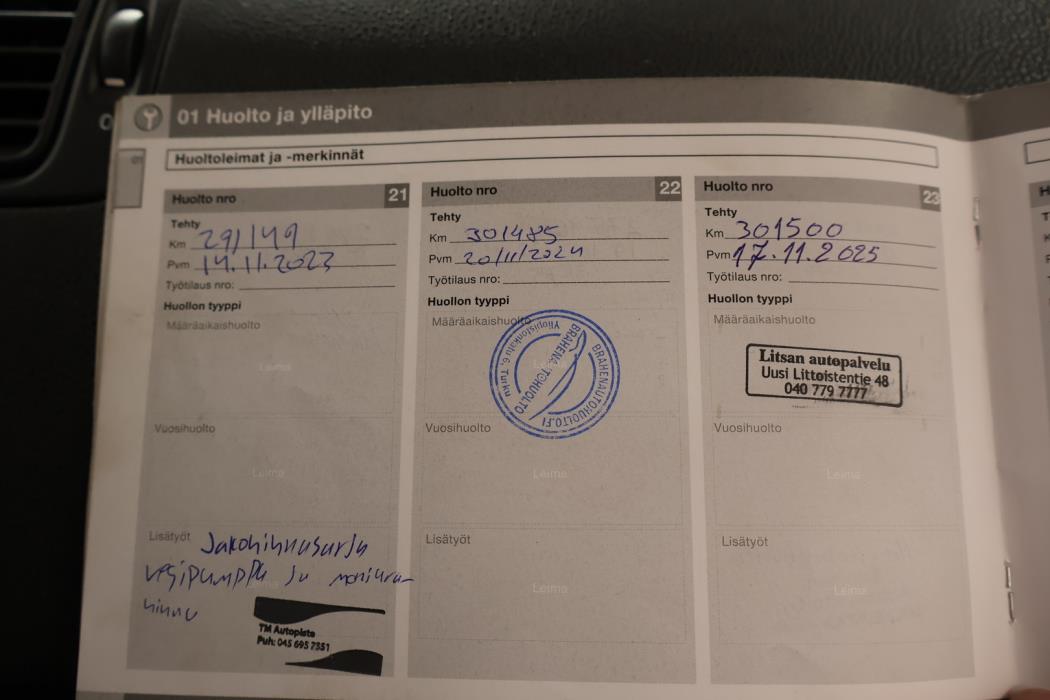 01 Huolto ja ylläpito
01
Huoltoleimat ja -merkinnät
Huolto nro 21
Tehty
Km 291149
Pvm 14.11.2023
Työtilaus nro:
Huollon tyyppi
Määräaikaishuolto
Leima
Vuosihuolto
Leima
Lisätyöt Jakohihnasarja
vesipumppu ja moniura-
hihna
TM Autopiste
Puh: 045 695 7351
Huolto nro 22
Tehty
Km 301485
Pvm 20/11/2024
Työtilaus nro:
Huollon tyyppi
Määräaikaishuolto
BRAHENAUTOHUOLTO.FI
BRAHENAUTOHUOLTO
Yliopistonkatu 6, Turku
Vuosihuolto
Leima
Lisätyöt
Leima
Huolto nro 23
Tehty
Km 301500
Pvm 17.11.2025
Työtilaus nro:
Huollon tyyppi
Määräaikaishuolto
Litsan autopalvelu
Uusi Littoistentie 48
040 779 7777
Vuosihuolto
Leima
Lisätyöt
Leima